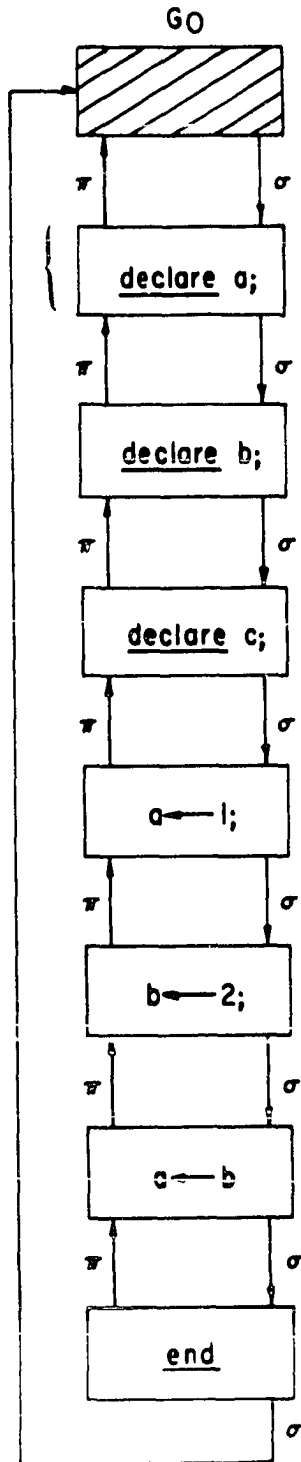 GO
π σ
declare a;
π σ
declare b;
π σ
declare c;
π σ
a ← 1;
π σ
b ← 2;
π σ
a ← b
π σ
end
σ